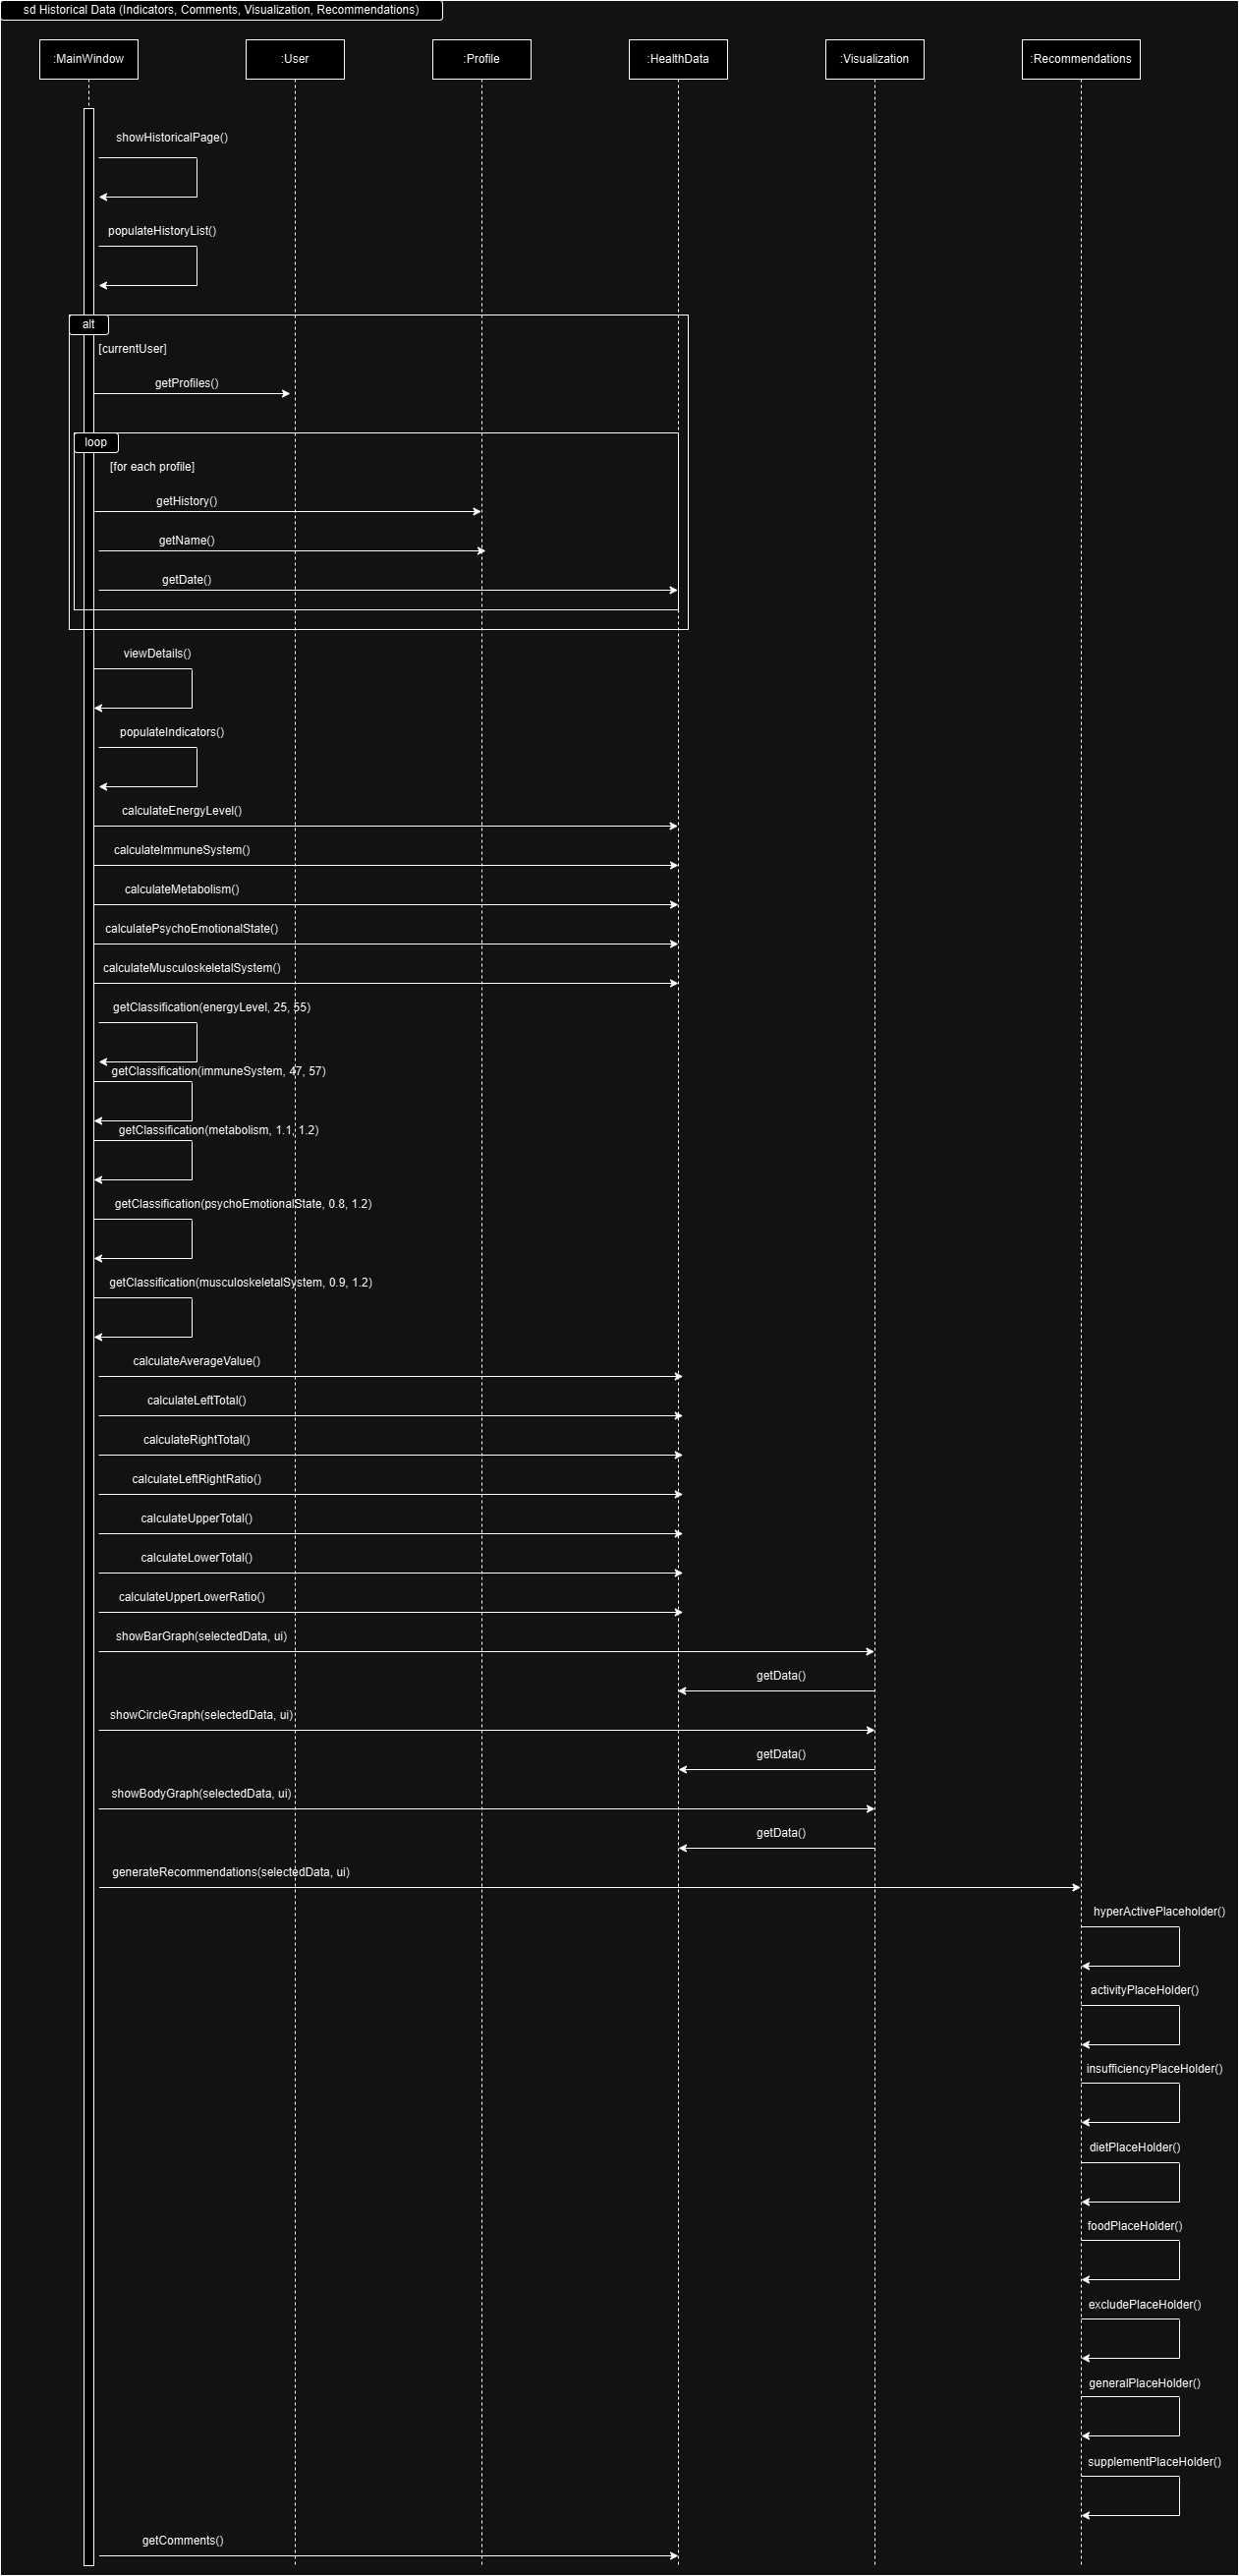 sd Historical Data (Indicators, Comments, Visualization, Recommendations)
:MainWindow
:User
:Profile
:HealthData
:Visualization
:Recommendations
showHistoricalPage()
populateHistoryList()
alt
[currentUser]
getProfiles()
loop
[for each profile]
getHistory()
getName()
getDate()
viewDetails()
populateIndicators()
calculateEnergyLevel()
calculateImmuneSystem()
calculateMetabolism()
calculatePsychoEmotionalState()
calculateMusculoskeletalSystem()
getClassification(energyLevel, 25, 55)
getClassification(immuneSystem, 47, 57)
getClassification(metabolism, 1.1, 1.2)
getClassification(psychoEmotionalState, 0.8, 1.2)
getClassification(musculoskeletalSystem, 0.9, 1.2)
calculateAverageValue()
calculateLeftTotal()
calculateRightTotal()
calculateLeftRightRatio()
calculateUpperTotal()
calculateLowerTotal()
calculateUpperLowerRatio()
showBarGraph(selectedData, ui)
getData()
showCircleGraph(selectedData, ui)
getData()
showBodyGraph(selectedData, ui)
getData()
generateRecommendations(selectedData, ui)
hyperActivePlaceholder()
activityPlaceHolder()
insufficiencyPlaceHolder()
dietPlaceHolder()
foodPlaceHolder()
excludePlaceHolder()
generalPlaceHolder()
supplementPlaceHolder()
getComments()